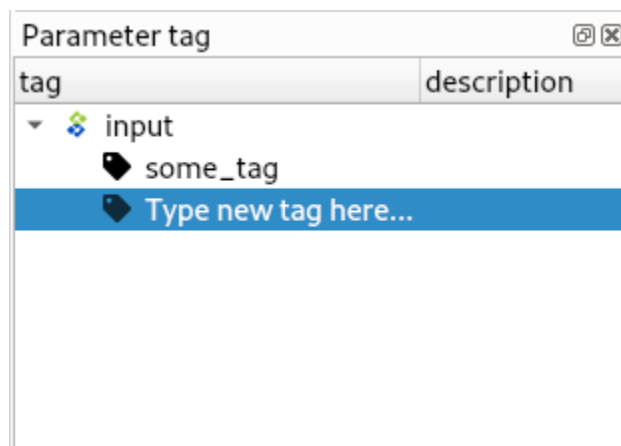 Parameter tag
tag description
input
some_tag
Type new tag here...